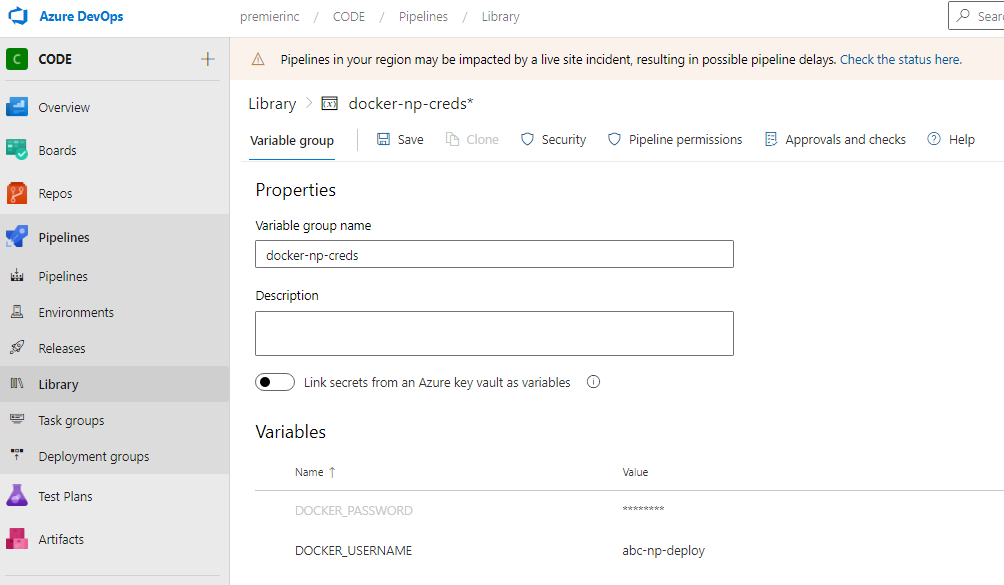 Azure DevOps
premierinc / CODE / Pipelines / Library
Sear
C CODE
Pipelines in your region may be impacted by a live site incident, resulting in possible pipeline delays. Check the status here.
Overview
Boards
Repos
Pipelines
Pipelines
Environments
Releases
Library
Task groups
Deployment groups
Test Plans
Artifacts
Library > docker-np-creds*
Variable group Save Clone Security Pipeline permissions Approvals and checks Help
Properties
Variable group name
docker-np-creds
Description
Link secrets from an Azure key vault as variables
Variables
Name ↑ Value
DOCKER_PASSWORD ********
DOCKER_USERNAME abc-np-deploy